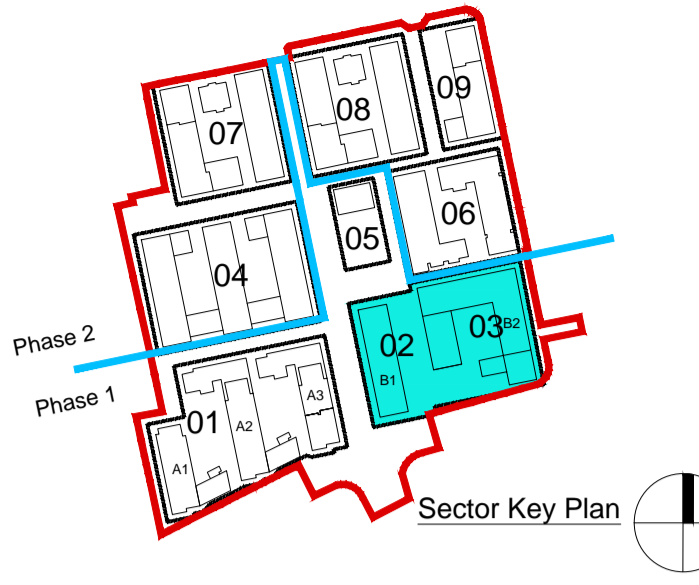 09
08
07
06
05
04
Phase 2
03
B2
02
B1
Phase 1
A3
01
A2
A1
Sector Key Plan